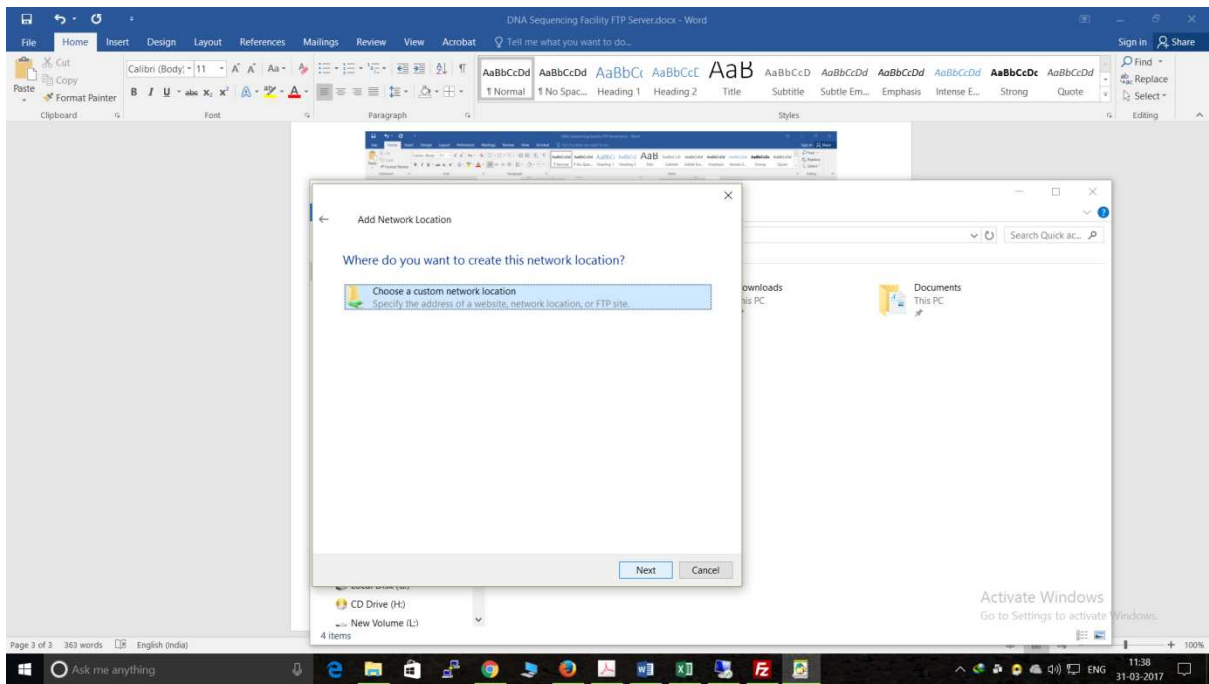 DNA Sequencing Facility FTP Server.docx - Word
File Home Insert Design Layout References Mailings Review View Acrobat Tell me what you want to do... Sign in Share
Cut
Copy
Format Painter
Paste
Calibri (Body) 11
AaBbCcDd AaBbCcDd AaBbCc AaBbCcE AaB AaBbCcD AaBbCcDd AaBbCcDd AaBbCcDd AaBbCcDc AaBbCcDd
¶ Normal ¶ No Spac... Heading 1 Heading 2 Title Subtitle Subtle Em... Emphasis Intense E... Strong Quote
Find
Replace
Select
Clipboard Font Paragraph Styles Editing
Add Network Location
Where do you want to create this network location?
Choose a custom network location
Specify the address of a website, network location, or FTP site.
Next Cancel
Search Quick ac...
ownloads
his PC
Documents
This PC
CD Drive (H:)
New Volume (L:)
4 items
Activate Windows
Go to Settings to activate Windows.
Page 3 of 3 363 words English (India) 100%
Ask me anything
ENG
11:38
31-03-2017